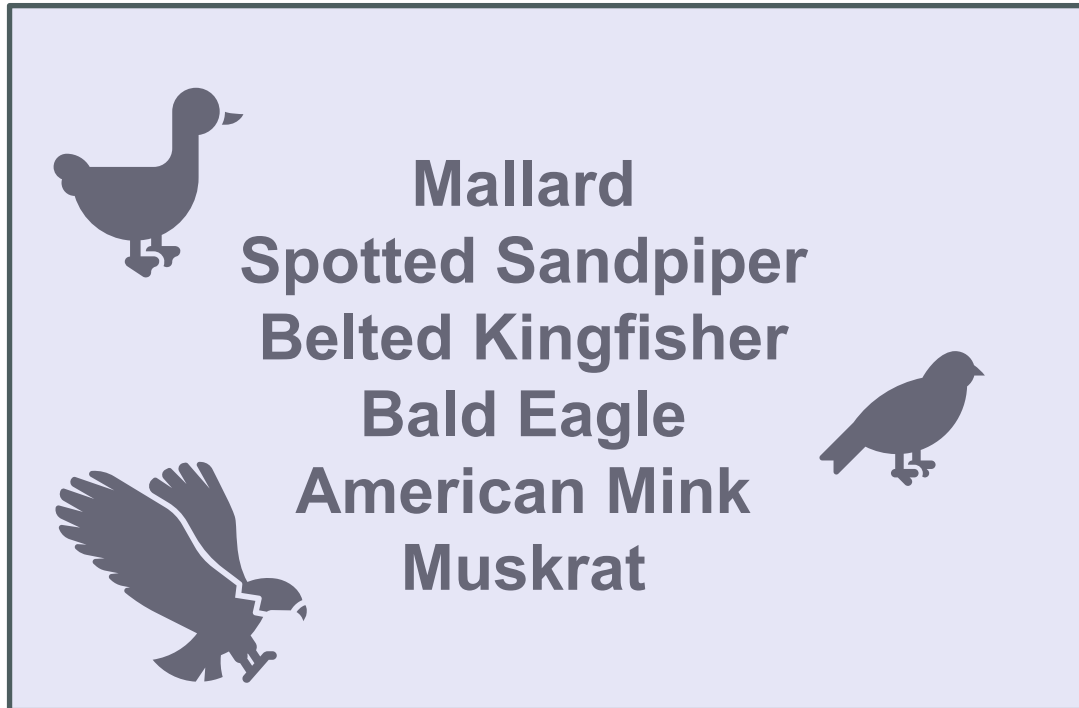 Mallard
Spotted Sandpiper
Belted Kingfisher
Bald Eagle
American Mink
Muskrat